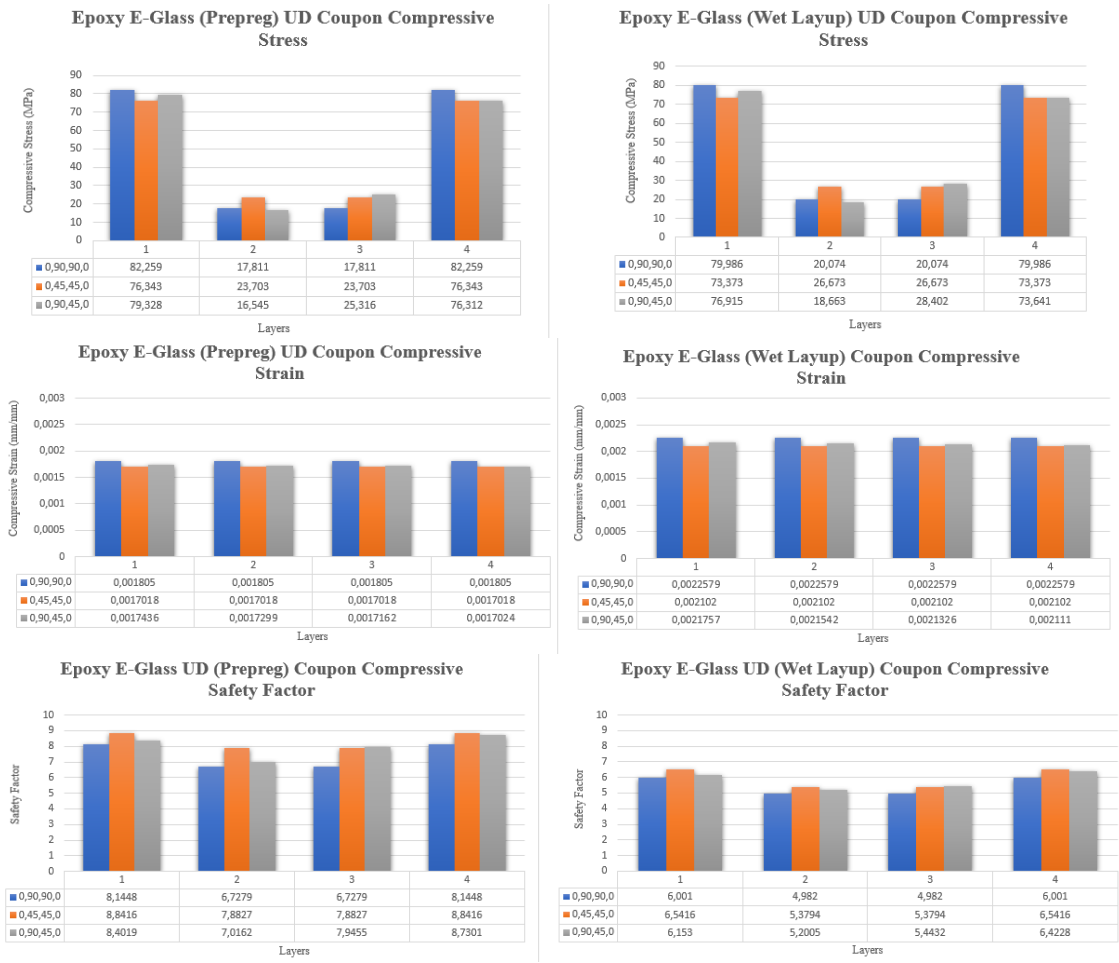 Epoxy E-Glass (Prepreg) UD Coupon Compressive
Stress
Compressive Stress (MPa)
90
80
70
60
50
40
30
20
10
0
1 2 3 4
0,90,90,0 82,259 17,811 17,811 82,259
0,45,45,0 76,343 23,703 23,703 76,343
0,90,45,0 79,328 16,545 25,316 76,312
Layers
Epoxy E-Glass (Wet Layup) UD Coupon Compressive
Stress
Compressive Stress (MPa)
90
80
70
60
50
40
30
20
10
0
1 2 3 4
0,90,90,0 79,986 20,074 20,074 79,986
0,45,45,0 73,373 26,673 26,673 73,373
0,90,45,0 76,915 18,663 28,402 73,641
Layers
Epoxy E-Glass (Prepreg) UD Coupon Compressive
Strain
Compressive Strain (mm/mm)
0,003
0,0025
0,002
0,0015
0,001
0,0005
0
1 2 3 4
0,90,90,0 0,001805 0,001805 0,001805 0,001805
0,45,45,0 0,0017018 0,0017018 0,0017018 0,0017018
0,90,45,0 0,0017436 0,0017299 0,0017162 0,0017024
Layers
Epoxy E-Glass (Wet Layup) Coupon Compressive
Strain
Compressive Strain (mm/mm)
0,003
0,0025
0,002
0,0015
0,001
0,0005
0
1 2 3 4
0,90,90,0 0,0022579 0,0022579 0,0022579 0,0022579
0,45,45,0 0,002102 0,002102 0,002102 0,002102
0,90,45,0 0,0021757 0,0021542 0,0021326 0,002111
Layers
Epoxy E-Glass UD (Prepreg) Coupon Compressive
Safety Factor
Safety Factor
10
9
8
7
6
5
4
3
2
1
0
1 2 3 4
0,90,90,0 8,1448 6,7279 6,7279 8,1448
0,45,45,0 8,8416 7,8827 7,8827 8,8416
0,90,45,0 8,4019 7,0162 7,9455 8,7301
Layers
Epoxy E-Glass UD (Wet Layup) Coupon Compressive
Safety Factor
Safety Factor
10
9
8
7
6
5
4
3
2
1
0
1 2 3 4
0,90,90,0 6,001 4,982 4,982 6,001
0,45,45,0 6,5416 5,3794 5,3794 6,5416
0,90,45,0 6,153 5,2005 5,4432 6,4228
Layers